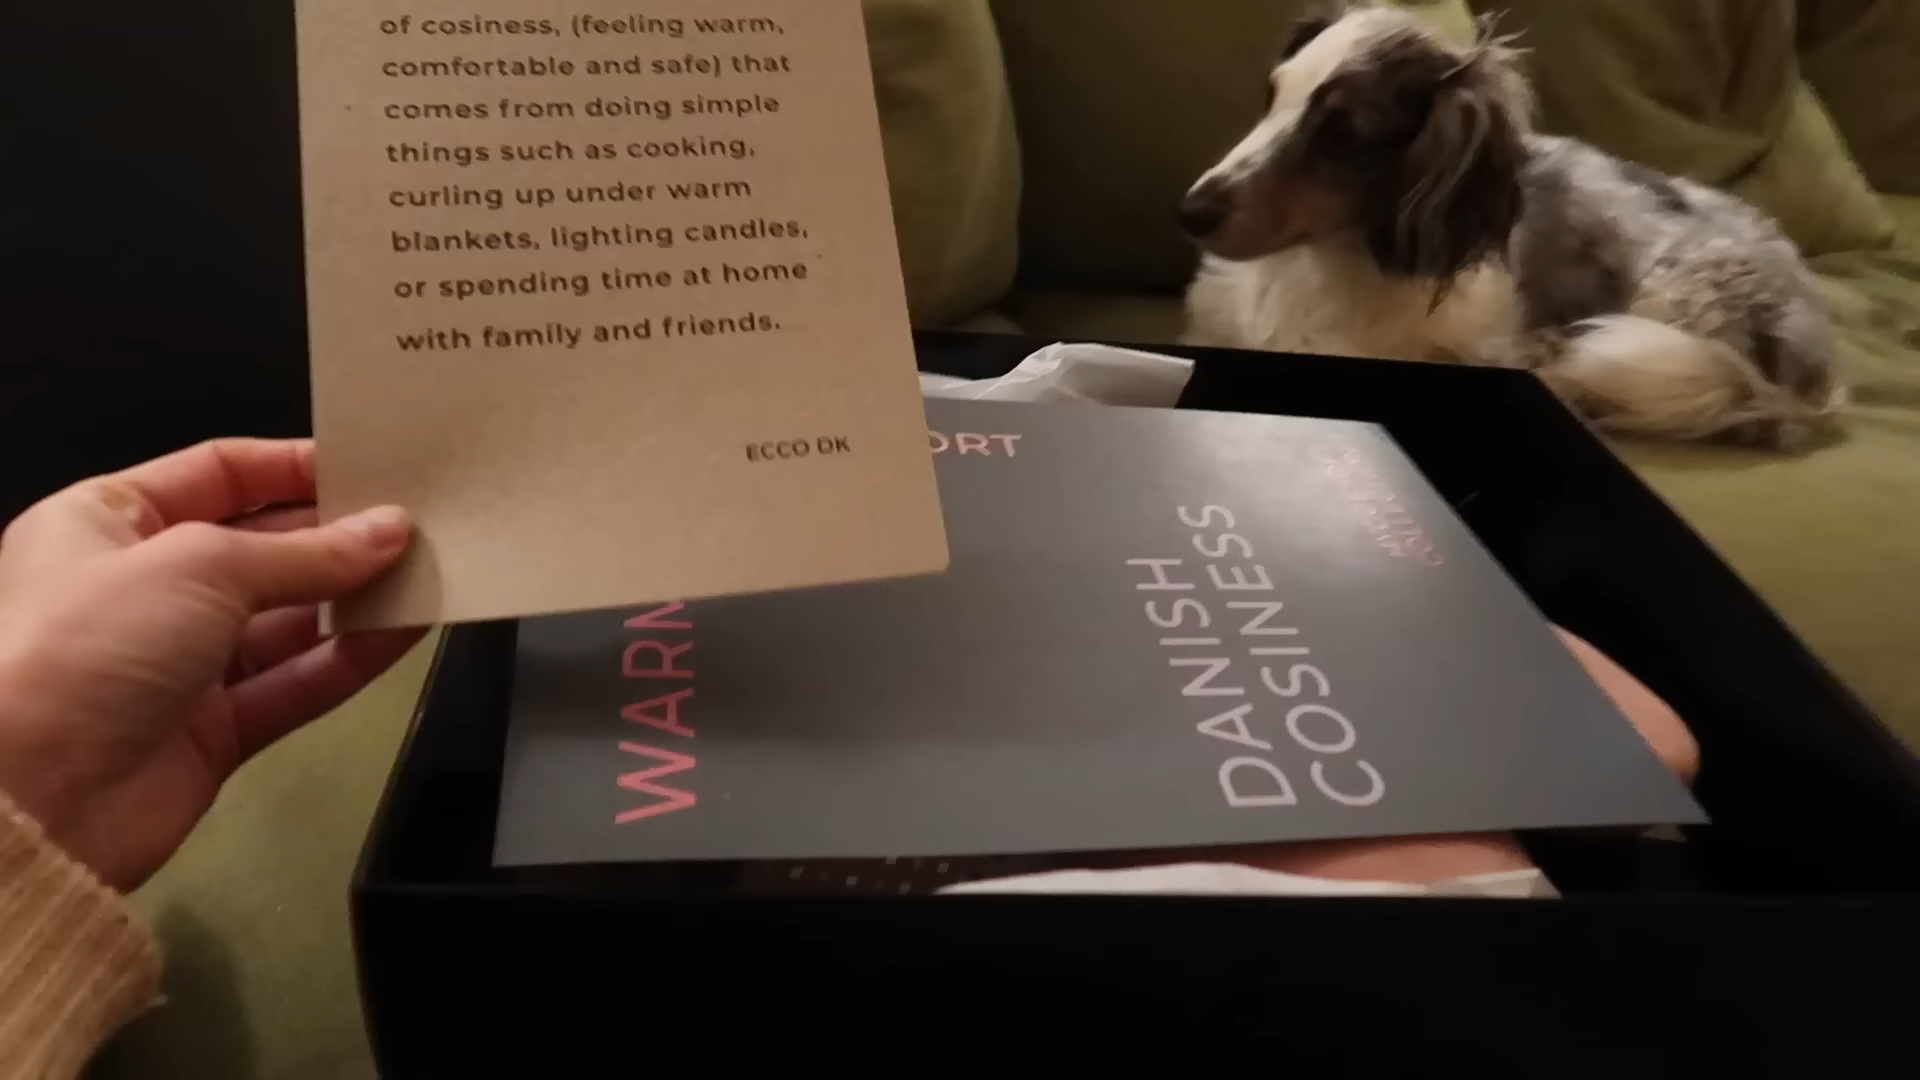 of cosiness, (feeling warm,
comfortable and safe) that
comes from doing simple
things such as cooking,
curling up under warm
blankets, lighting candles,
or spending time at home
with family and friends.
ECCO DK
ORT
WARM
DANISH
COSINESS